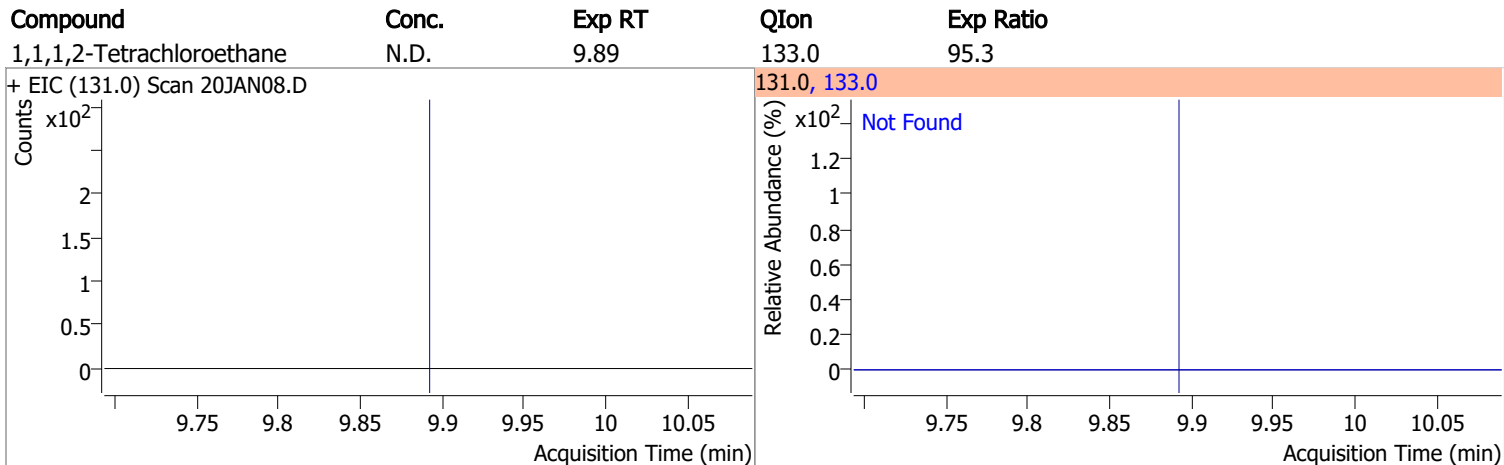 Compound Conc. Exp RT QIon Exp Ratio
1,1,1,2-Tetrachloroethane N.D. 9.89 133.0 95.3
+ EIC (131.0) Scan 20JAN08.D
Counts
x10²
2
1.5
1
0.5
0
9.75 9.8 9.85 9.9 9.95 10 10.05
Acquisition Time (min)
131.0, 133.0
Relative Abundance (%)
x10²
Not Found
1.2
1
0.8
0.6
0.4
0.2
0
9.75 9.8 9.85 9.9 9.95 10 10.05
Acquisition Time (min)